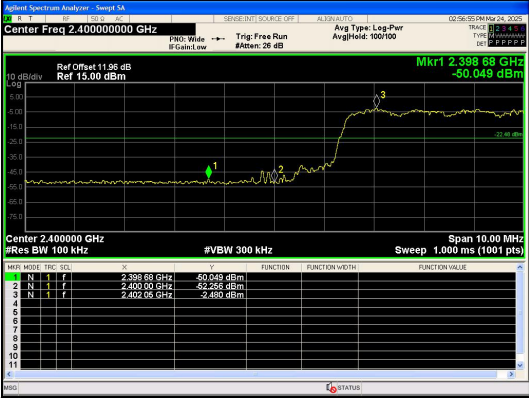 Agilent Spectrum Analyzer - Swept SA
R T RF 50 Ω AC SENSE:INT SOURCE OFF ALIGNAUTO 02:56:55 PM Mar 24, 2025
Center Freq 2.400000000 GHz
PNO: Wide
IFGain:Low
Trig: Free Run
#Atten: 26 dB
Avg Type: Log-Pwr
Avg|Hold: 100/100
TRACE 1 2 3 4 5 6
TYPE M
DET P P P P P P
Mkr1 2.398 68 GHz
-50.049 dBm
Ref Offset 11.96 dB
10 dB/div Ref 15.00 dBm
Log
3
5.00
-5.00
-15.0
-22.48 dBm
-25.0
-35.0
1
2
-45.0
-55.0
-65.0
-75.0
Center 2.400000 GHz Span 10.00 MHz
#Res BW 100 kHz #VBW 300 kHz Sweep 1.000 ms (1001 pts)
MKR MODE TRC SCL X Y FUNCTION FUNCTION WIDTH FUNCTION VALUE
1 N 1 f 2.398 68 GHz -50.049 dBm
2 N 1 f 2.400 00 GHz -52.256 dBm
3 N 1 f 2.402 05 GHz -2.480 dBm
4
5
6
7
8
9
10
11
MSG STATUS